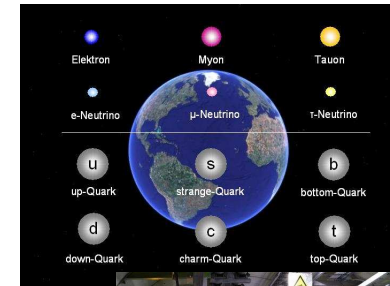 Elektron Myon Tauon
e-Neutrino μ-Neutrino τ-Neutrino
u s b
up-Quark strange-Quark bottom-Quark
d c t
down-Quark charm-Quark top-Quark